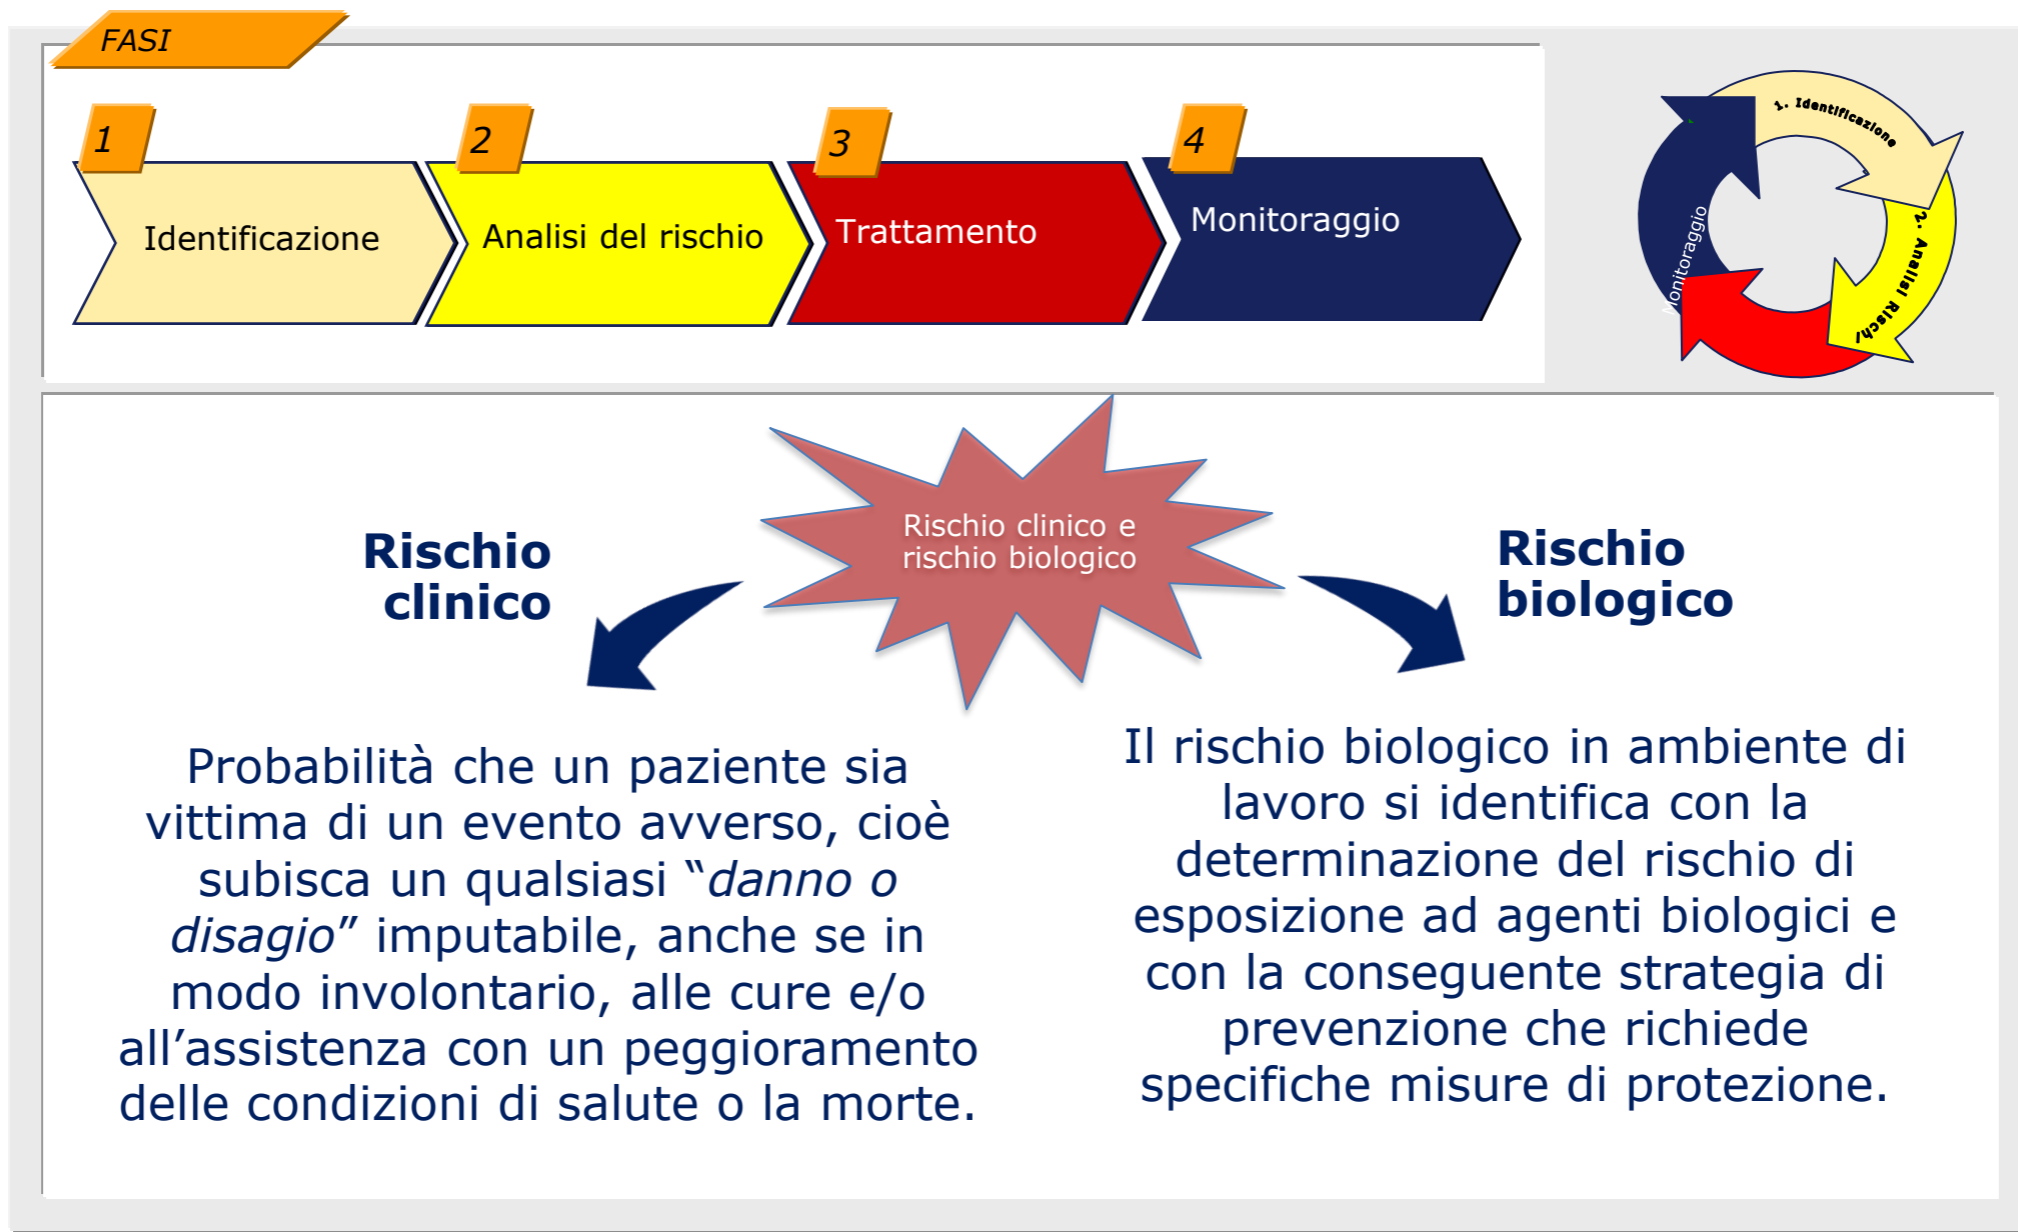 FASI
1
2
3
4
Identificazione
Analisi del rischio
Trattamento
Monitoraggio
1. Identificazione
2. Analisi Rischi
Monitoraggio
Rischio clinico e
rischio biologico
Rischio
clinico
Rischio
biologico
Probabilità che un paziente sia
vittima di un evento avverso, cioè
subisca un qualsiasi “danno o
disagio” imputabile, anche se in
modo involontario, alle cure e/o
all’assistenza con un peggioramento
delle condizioni di salute o la morte.
Il rischio biologico in ambiente di
lavoro si identifica con la
determinazione del rischio di
esposizione ad agenti biologici e
con la conseguente strategia di
prevenzione che richiede
specifiche misure di protezione.